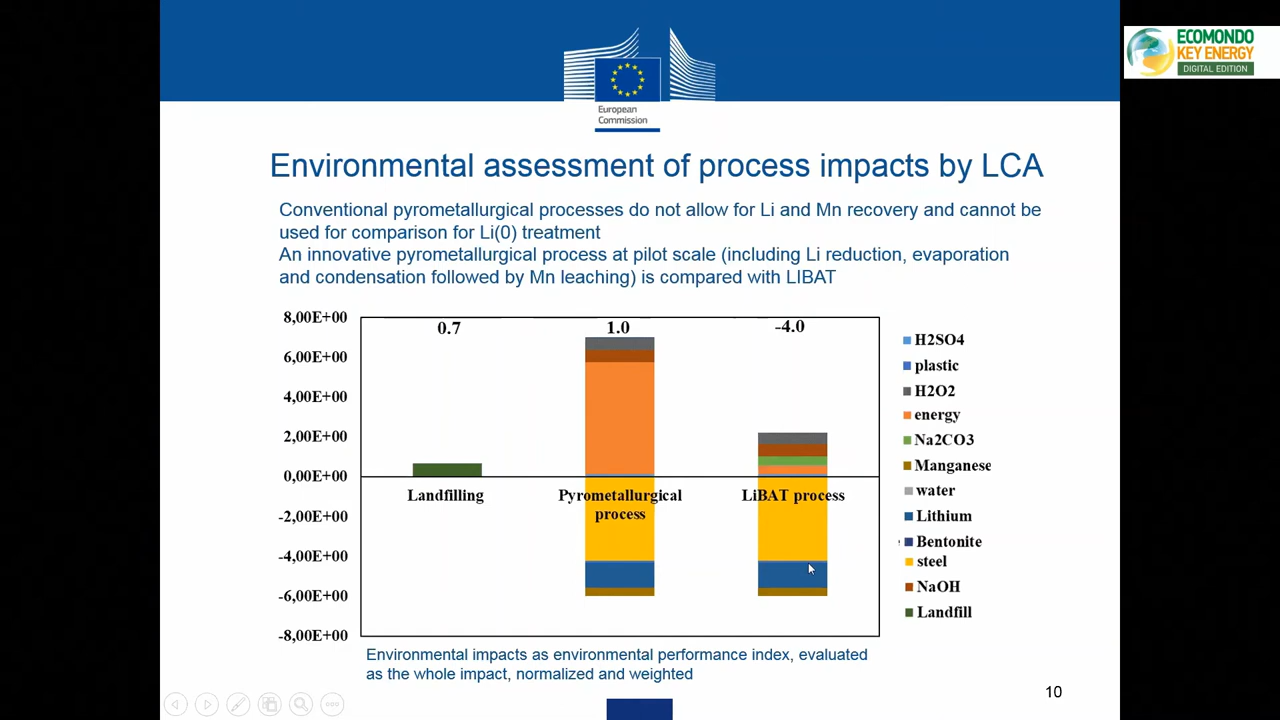 ECOMONDO
KEY ENERGY
DIGITAL EDITION
European
Commission
Environmental assessment of process impacts by LCA
Conventional pyrometallurgical processes do not allow for Li and Mn recovery and cannot be
used for comparison for Li(0) treatment
An innovative pyrometallurgical process at pilot scale (including Li reduction, evaporation
and condensation followed by Mn leaching) is compared with LIBAT
8,00E+00
6,00E+00
4,00E+00
2,00E+00
0,00E+00
-2,00E+00
-4,00E+00
-6,00E+00
-8,00E+00
0.7
1.0
-4.0
Landfilling
Pyrometallurgical
process
LiBAT process
H2SO4
plastic
H2O2
energy
Na2CO3
Manganese
water
Lithium
Bentonite
steel
NaOH
Landfill
Environmental impacts as environmental performance index, evaluated
as the whole impact, normalized and weighted
10